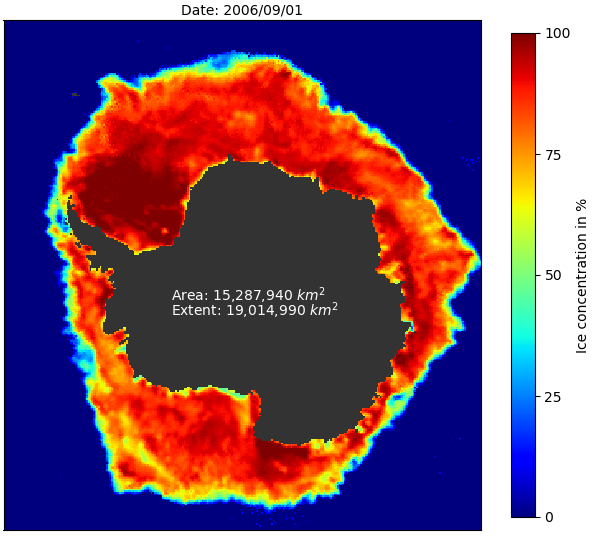 Date: 2006/09/01
Area: 15,287,940 km²
Extent: 19,014,990 km²
100
75
50
25
0
Ice concentration in %